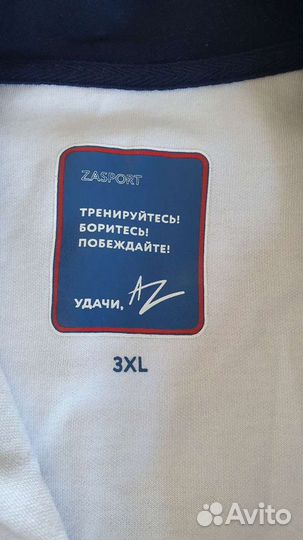 ZASPORT
ТРЕНИРУЙТЕСЬ!
БОРИТЕСЬ!
ПОБЕЖДАЙТЕ!
УДАЧИ, AZ
3XL
Avito